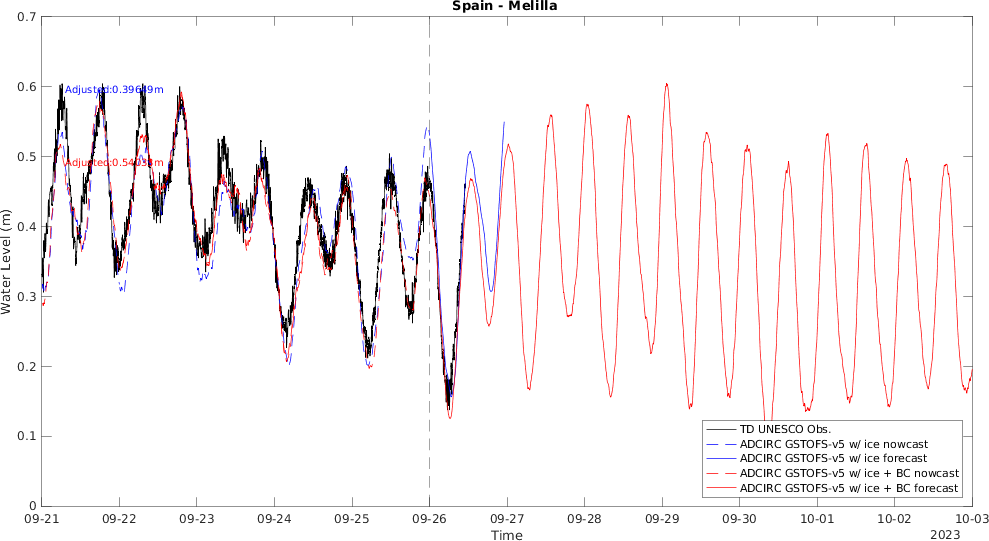 Spain - Melilla
0.7
0.6
0.5
0.4
0.3
0.2
0.1
0
Water Level (m)
Adjusted:0.39649m
TD UNESCO Obs.
ADCIRC GSTOFS-v5 w/ ice nowcast
ADCIRC GSTOFS-v5 w/ ice forecast
ADCIRC GSTOFS-v5 w/ ice + BC nowcast
ADCIRC GSTOFS-v5 w/ ice + BC forecast
09-21 09-22 09-23 09-24 09-25 09-26 09-27 09-28 09-29 09-30 10-01 10-02 10-03
Time
2023